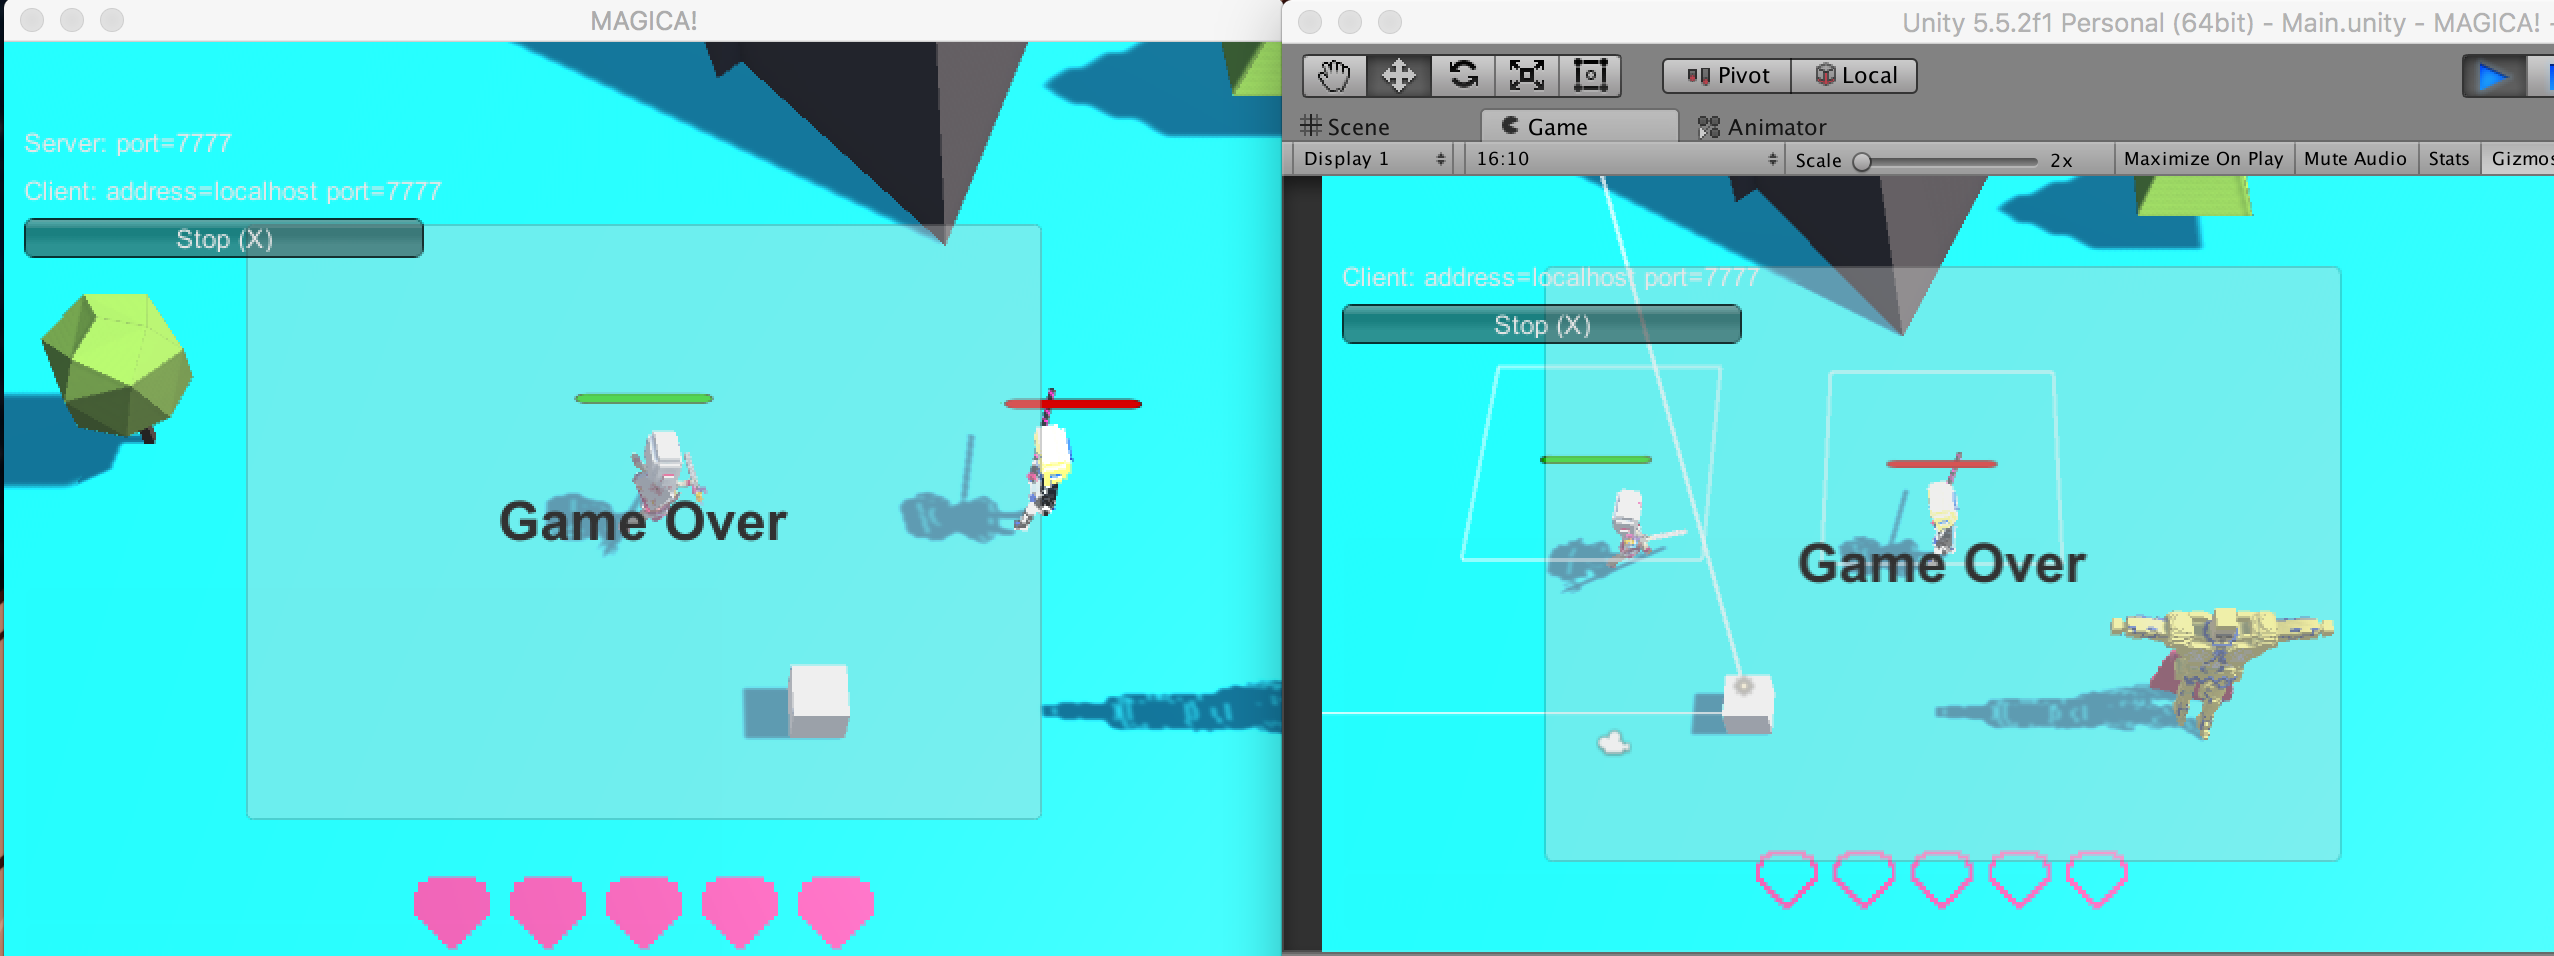 MAGICA!
Server: port=7777
Client: address=localhost port=7777
Stop (X)
Game Over
Unity 5.5.2f1 Personal (64bit) - Main.unity - MAGICA! -
Pivot
Local
Scene
Game
Animator
Display 1
16:10
Scale
2x
Maximize On Play
Mute Audio
Stats
Gizmos
Client: address=localhost port=7777
Stop (X)
Game Over